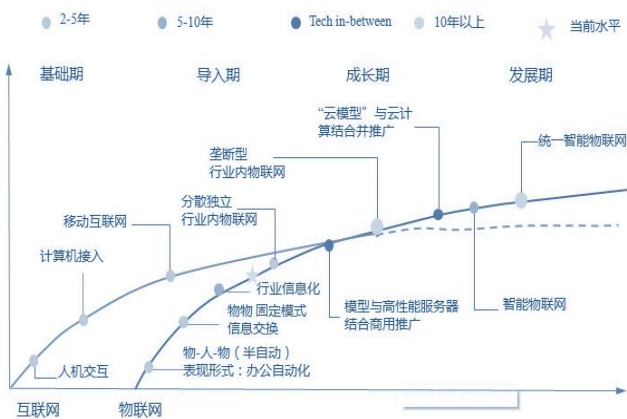 2-5年
5-10年
Tech in-between
10年以上
当前水平
基础期
导入期
成长期
发展期
“云模型”与云计
算结合并推广
统一智能物联网
垄断型
行业内物联网
分散独立
行业内物联网
移动互联网
计算机接入
行业信息化
物物 固定模式
信息交换
模型与高性能服务器
结合商用推广
智能物联网
人机交互
物-人-物（半自动）
表现形式：办公自动化
互联网
物联网